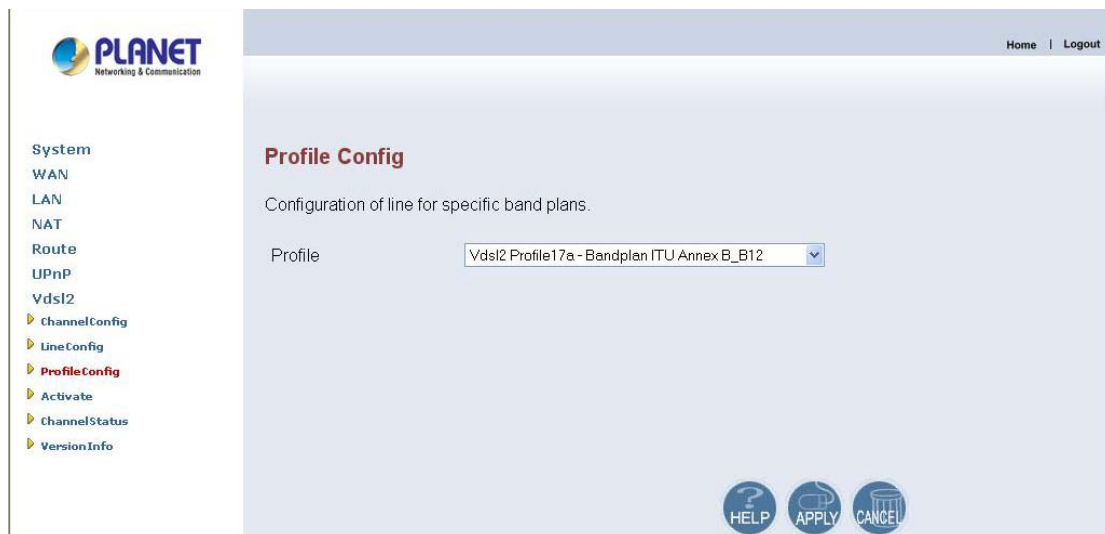 PLANET
Networking & Communication
Home | Logout
System
WAN
LAN
NAT
Route
UPnP
Vdsl2
ChannelConfig
LineConfig
ProfileConfig
Activate
ChannelStatus
VersionInfo
Profile Config
Configuration of line for specific band plans.
Profile
Vdsl2 Profile17a - Bandplan ITU Annex B_B12
HELP
APPLY
CANCEL